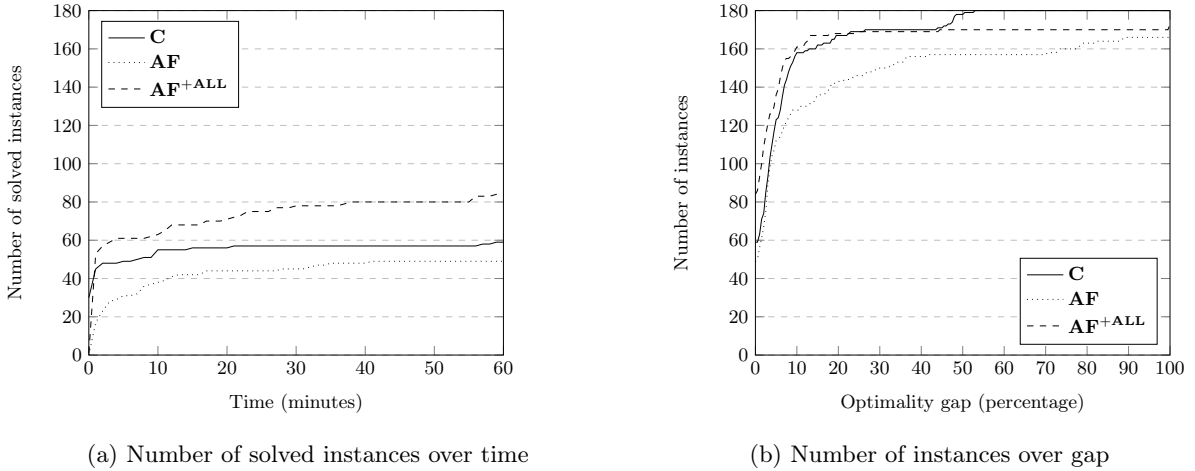 180
160
140
120
100
80
60
40
20
0
Number of solved instances
C
AF
AF+ALL
0 10 20 30 40 50 60
Time (minutes)
(a) Number of solved instances over time
180
160
140
120
100
80
60
40
20
0
Number of instances
C
AF
AF+ALL
0 10 20 30 40 50 60 70 80 90 100
Optimality gap (percentage)
(b) Number of instances over gap